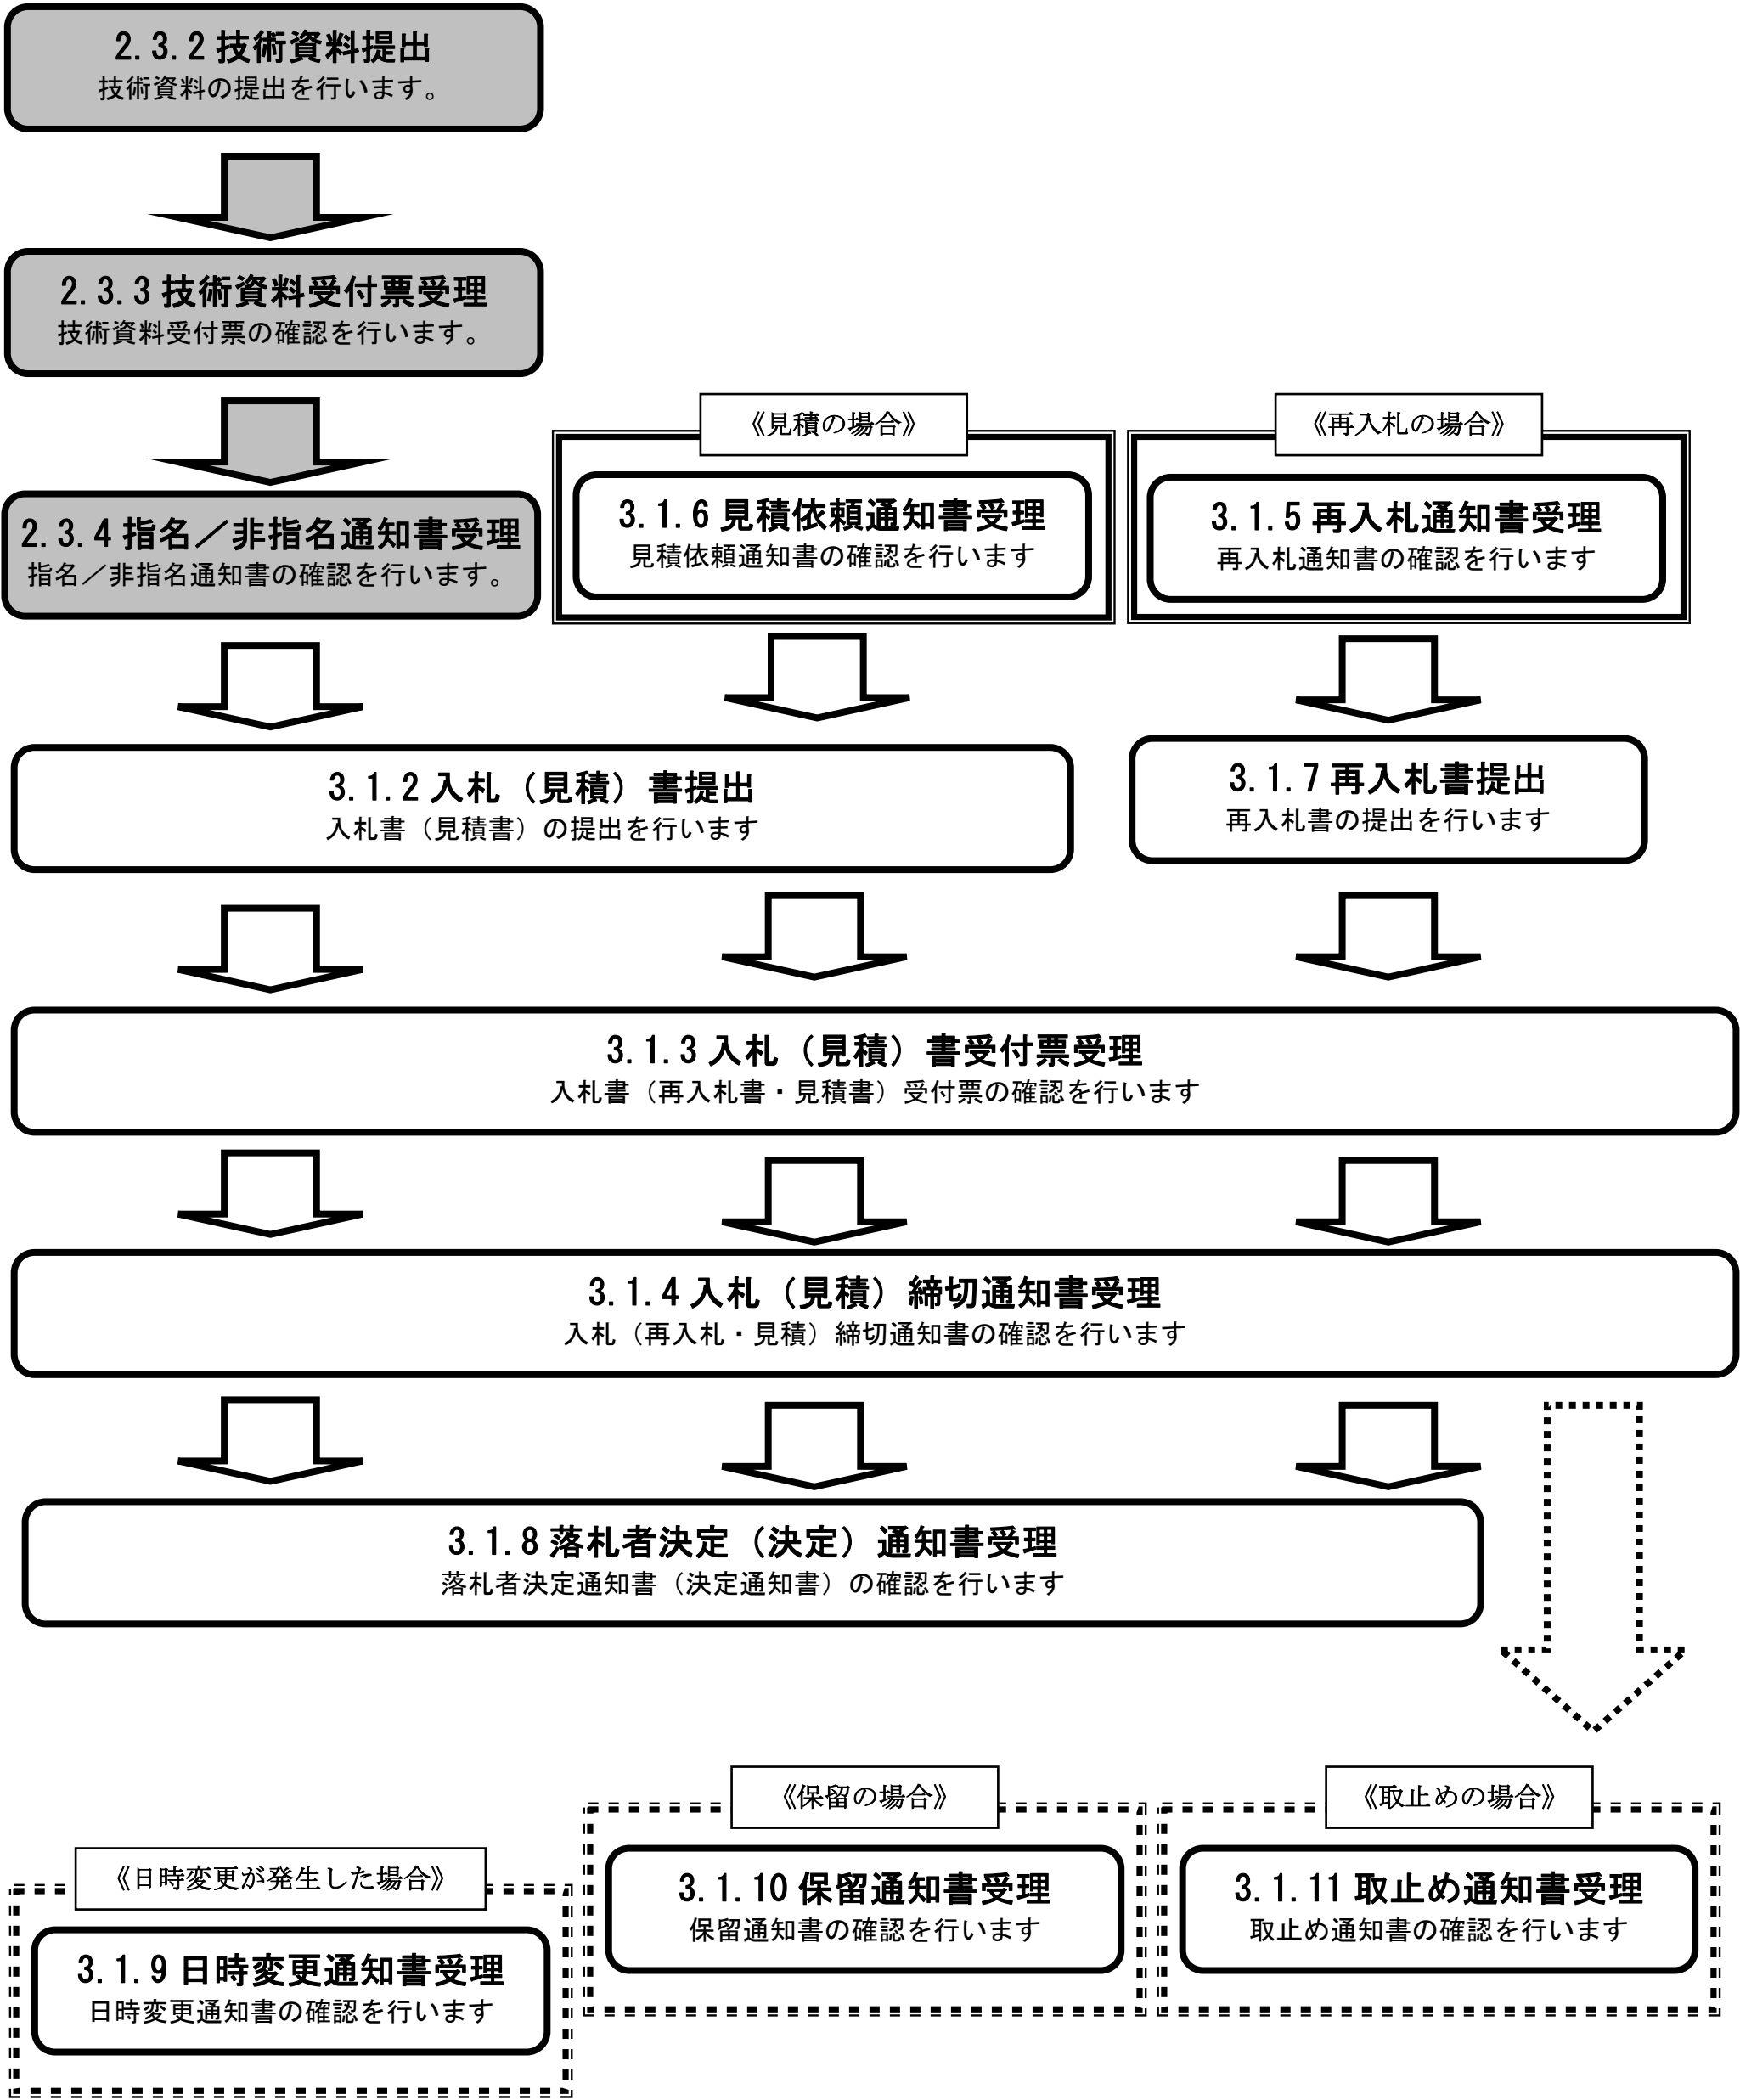 2.3.2 技術資料提出
技術資料の提出を行います。
2.3.3 技術資料受付票受理
技術資料受付票の確認を行います。
2.3.4 指名／非指名通知書受理
指名／非指名通知書の確認を行います。
《見積の場合》
3.1.6 見積依頼通知書受理
見積依頼通知書の確認を行います
《再入札の場合》
3.1.5 再入札通知書受理
再入札通知書の確認を行います
3.1.2 入札（見積）書提出
入札書（見積書）の提出を行います
3.1.7 再入札書提出
再入札書の提出を行います
3.1.3 入札（見積）書受付票受理
入札書（再入札書・見積書）受付票の確認を行います
3.1.4 入札（見積）締切通知書受理
入札（再入札・見積）締切通知書の確認を行います
3.1.8 落札者決定（決定）通知書受理
落札者決定通知書（決定通知書）の確認を行います
《日時変更が発生した場合》
3.1.9 日時変更通知書受理
日時変更通知書の確認を行います
《保留の場合》
3.1.10 保留通知書受理
保留通知書の確認を行います
《取止めの場合》
3.1.11 取止め通知書受理
取止め通知書の確認を行います